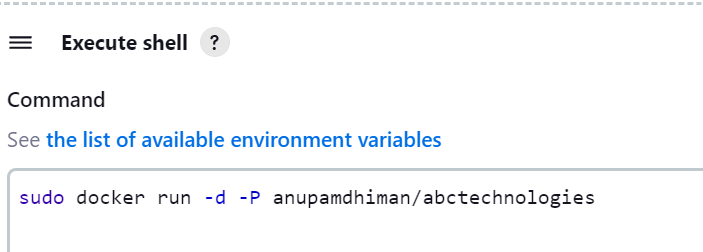 Execute shell ?
Command
See the list of available environment variables
sudo docker run -d -P anupamdhiman/abctechnologies